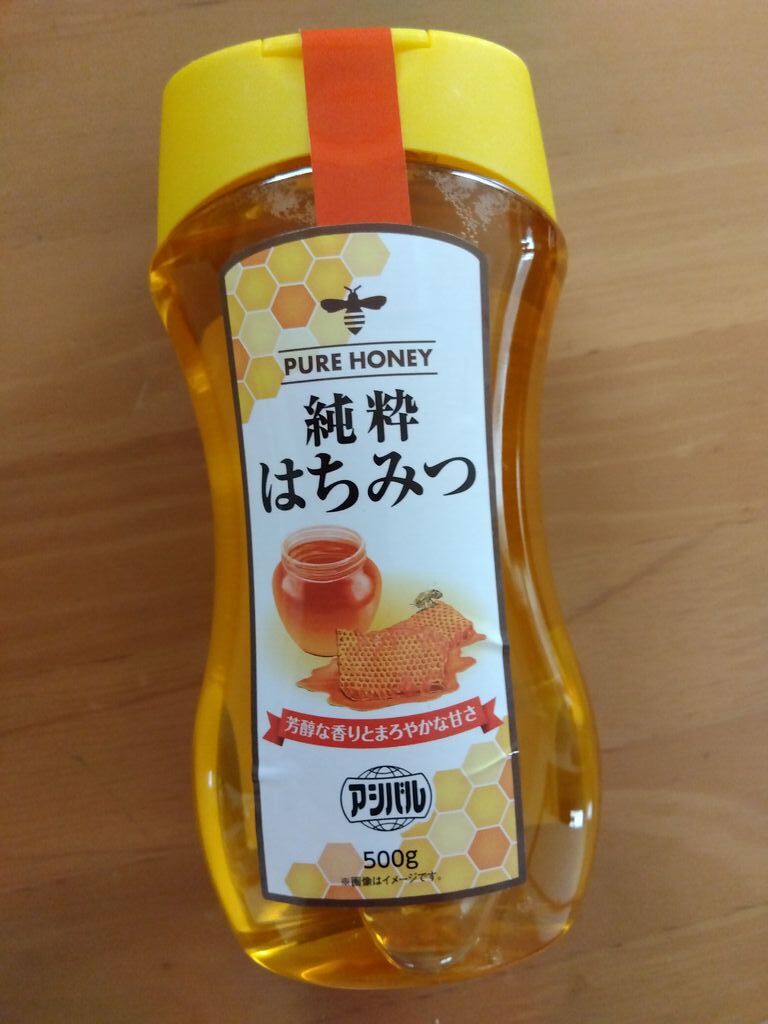 PURE HONEY
純粋
はちみつ
芳醇な香りとまろやかな甘さ
アシバル
500g
※画像はイメージです。